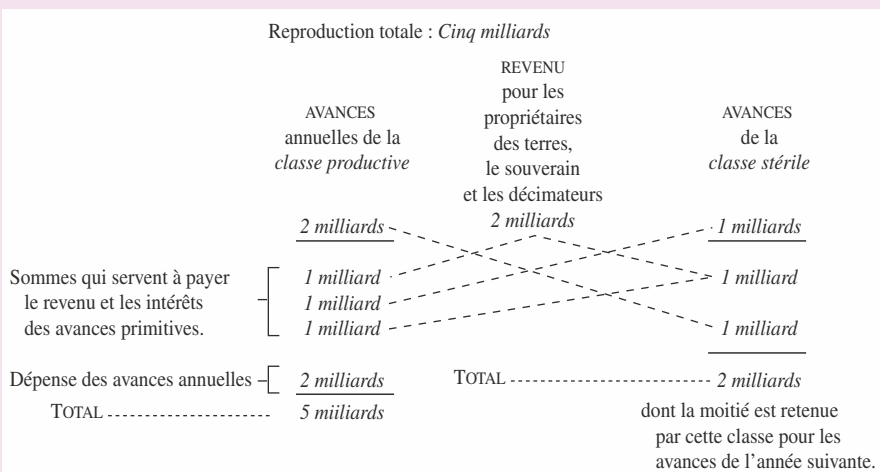 Reproduction totale : Cinq milliards
AVANCES
annuelles de la
classe productive
REVENU
pour les
propriétaires
des terres,
le souverain
et les décimateurs
2 milliards
AVANCES
de la
classe stérile
2 milliards
1 milliards
Sommes qui servent à payer
le revenu et les intérêts
des avances primitives.
1 milliard
1 milliard
1 milliard
1 milliard
1 milliard
Dépense des avances annuelles
2 milliards
TOTAL
2 milliards
TOTAL
5 miiliards
dont la moitié est retenue
par cette classe pour les
avances de l'année suivante.